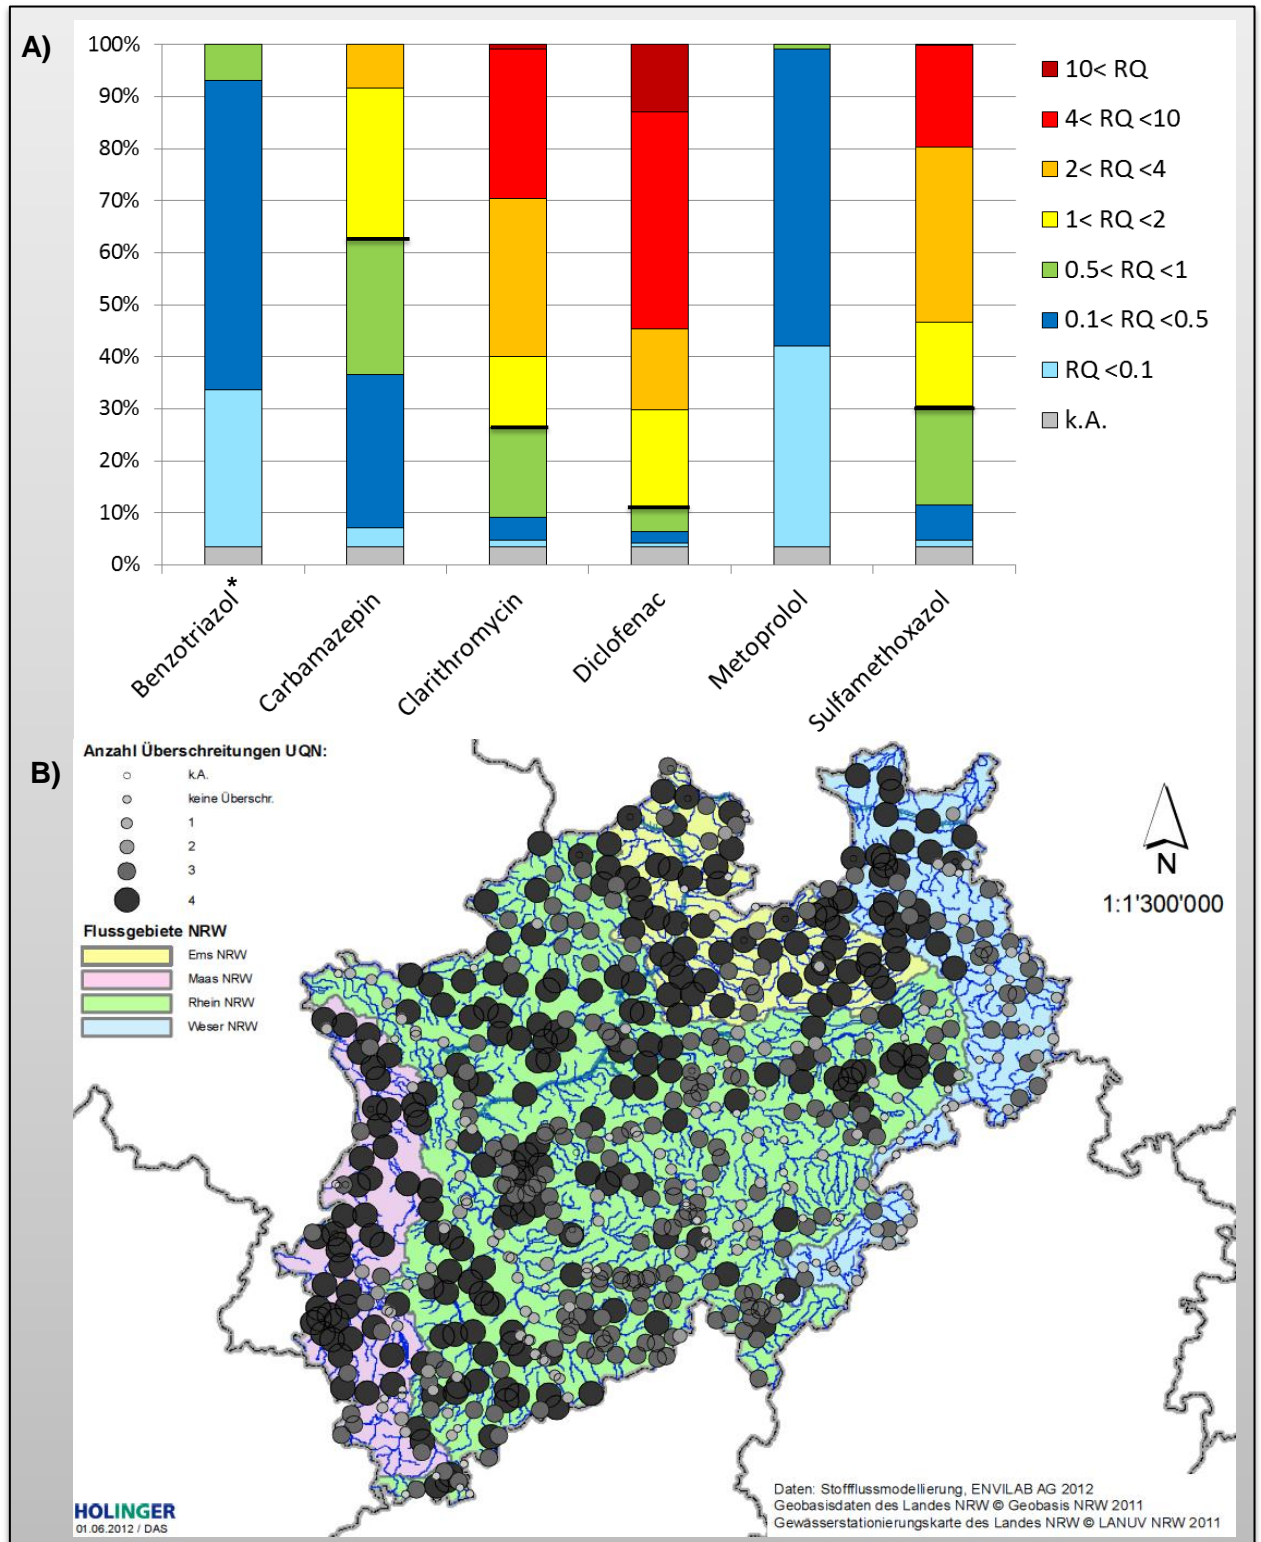 A)
100%
90%
80%
70%
60%
50%
40%
30%
20%
10%
0%
10< RQ
4< RQ <10
2< RQ <4
1< RQ <2
0.5< RQ <1
0.1< RQ <0.5
RQ <0.1
k.A.
Benzotriazol*
Carbamazepin
Clarithromycin
Diclofenac
Metoprolol
Sulfamethoxazol
B)
Anzahl Überschreitungen UQN:
k.A.
keine Überschr.
1
2
3
4
Flussgebiete NRW
Ems NRW
Maas NRW
Rhein NRW
Weser NRW
N
1:1'300'000
HOLINGER
01.06.2012 / DAS
Daten: Stoffflussmodellierung, ENVILAB AG 2012
Geobasisdaten des Landes NRW © Geobasis NRW 2011
Gewässerstationierungskarte des Landes NRW © LANUV NRW 2011